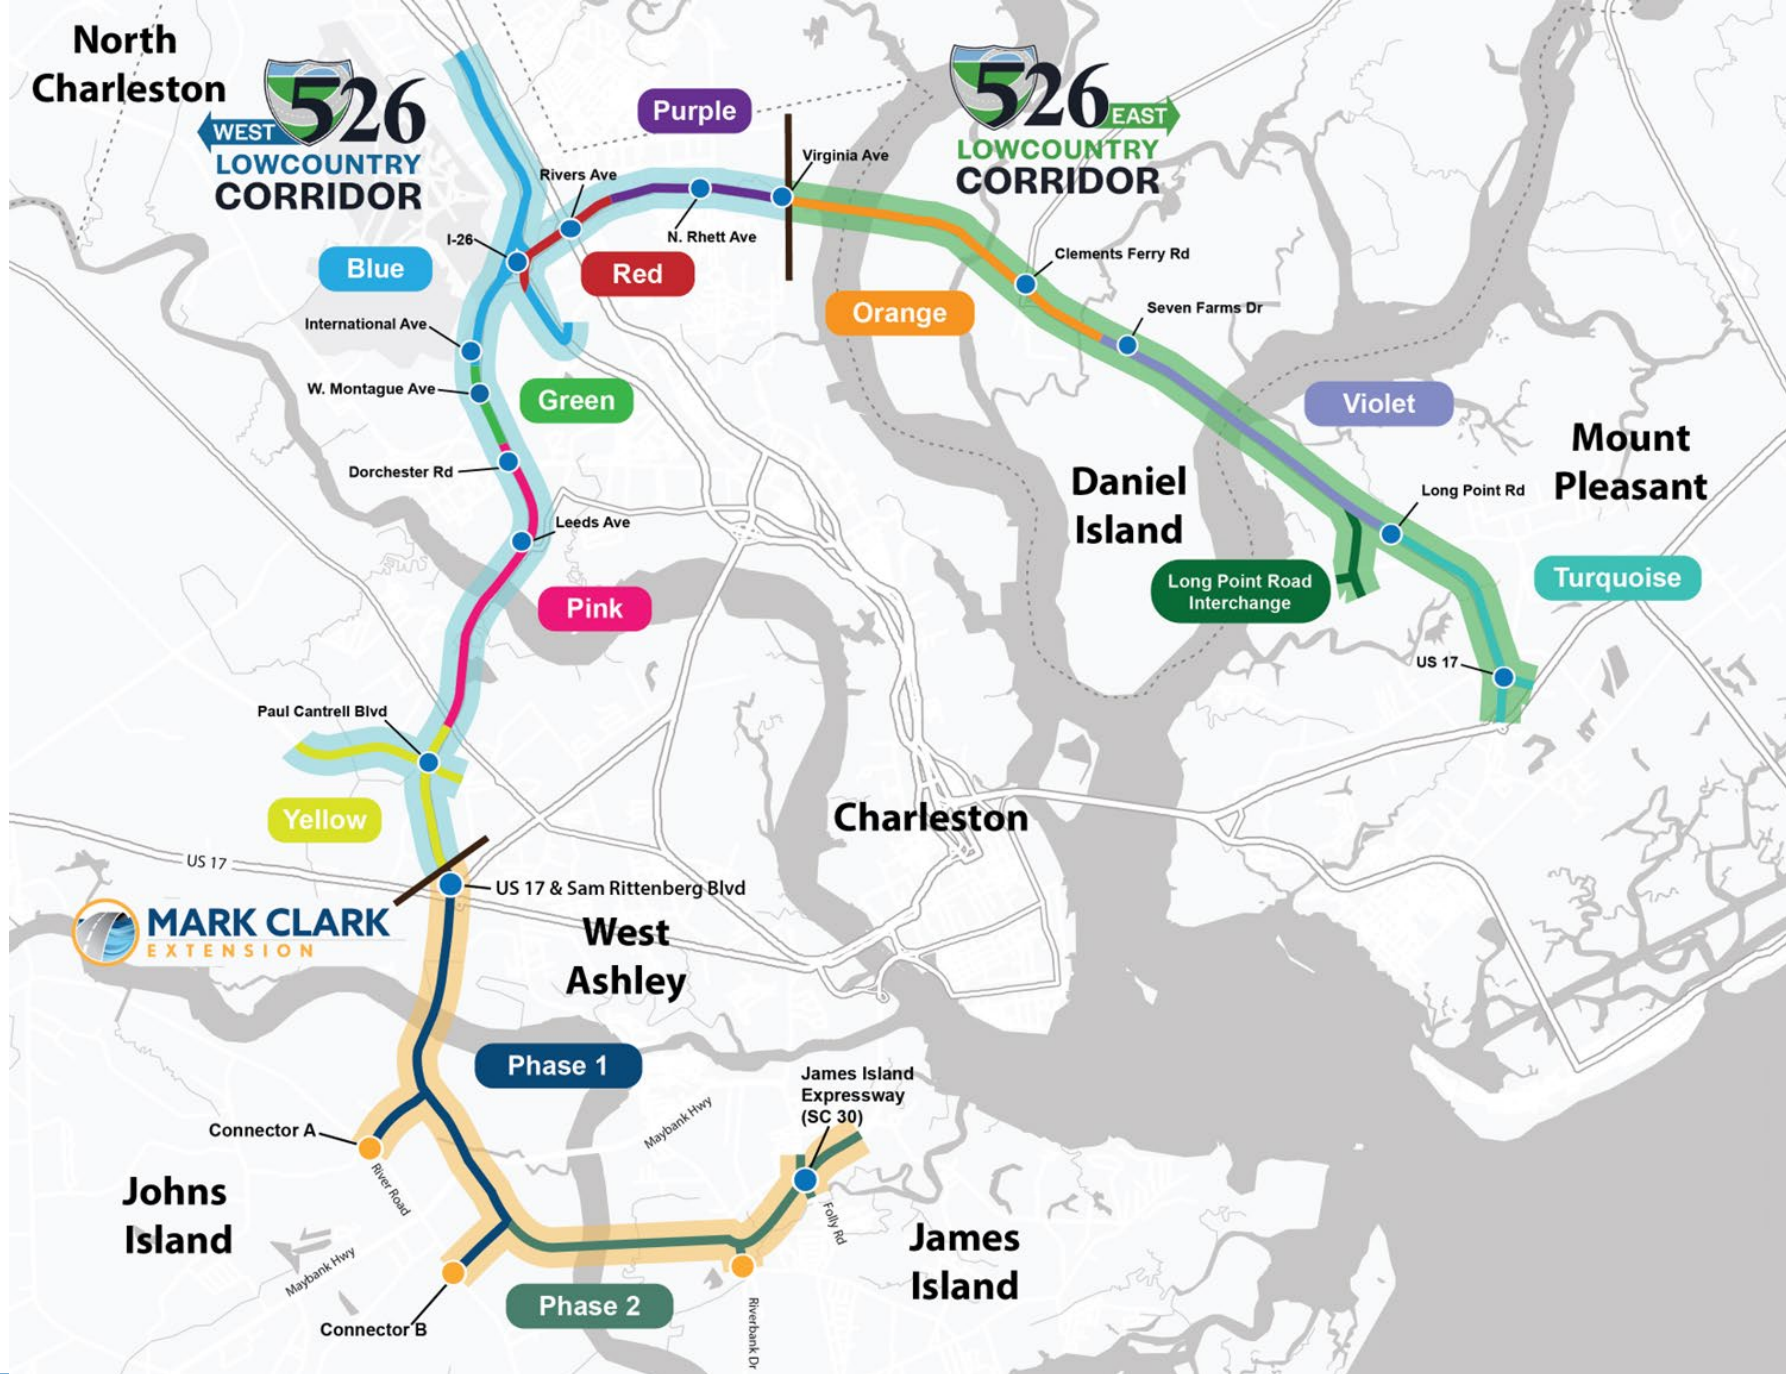 North
Charleston
526
WEST
LOWCOUNTRY
CORRIDOR
Purple
526
EAST
LOWCOUNTRY
CORRIDOR
Virginia Ave
Rivers Ave
N. Rhett Ave
I-26
Blue
Red
Clements Ferry Rd
Orange
Seven Farms Dr
International Ave
W. Montague Ave
Green
Violet
Mount
Pleasant
Dorchester Rd
Daniel
Island
Long Point Rd
Leeds Ave
Long Point Road
Interchange
Turquoise
Pink
US 17
Paul Cantrell Blvd
Yellow
Charleston
US 17
US 17 & Sam Rittenberg Blvd
MARK CLARK
EXTENSION
West
Ashley
Phase 1
James Island
Expressway
(SC 30)
Maybank Hwy
Connector A
River Road
Johns
Island
Folly Rd
James
Island
Maybank Hwy
Phase 2
Connector B
Riverbank Dr